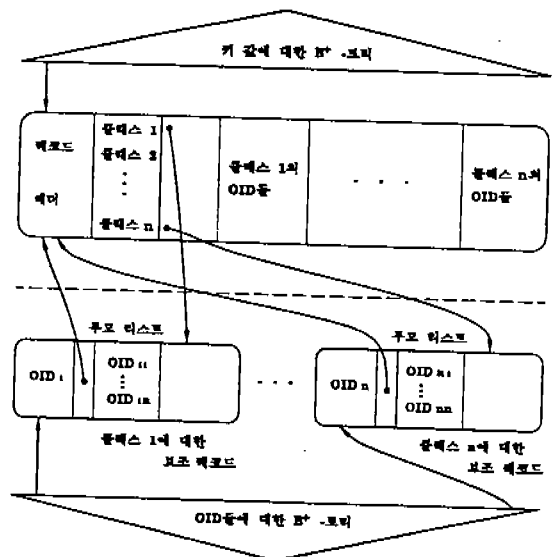 키 값에 대한 B+ -트리
레코드
헤더
클래스 1
클래스 2
클래스 n
클래스 1의
OID들
. . .
클래스 n의
OID들
부모 리스트
부모 리스트
OID i
OID i1
OID in
. . .
OID n
OID n1
OID nn
클래스 1에 대한
보조 레코드
클래스 n에 대한
보조 레코드
OID들에 대한 B+ -트리